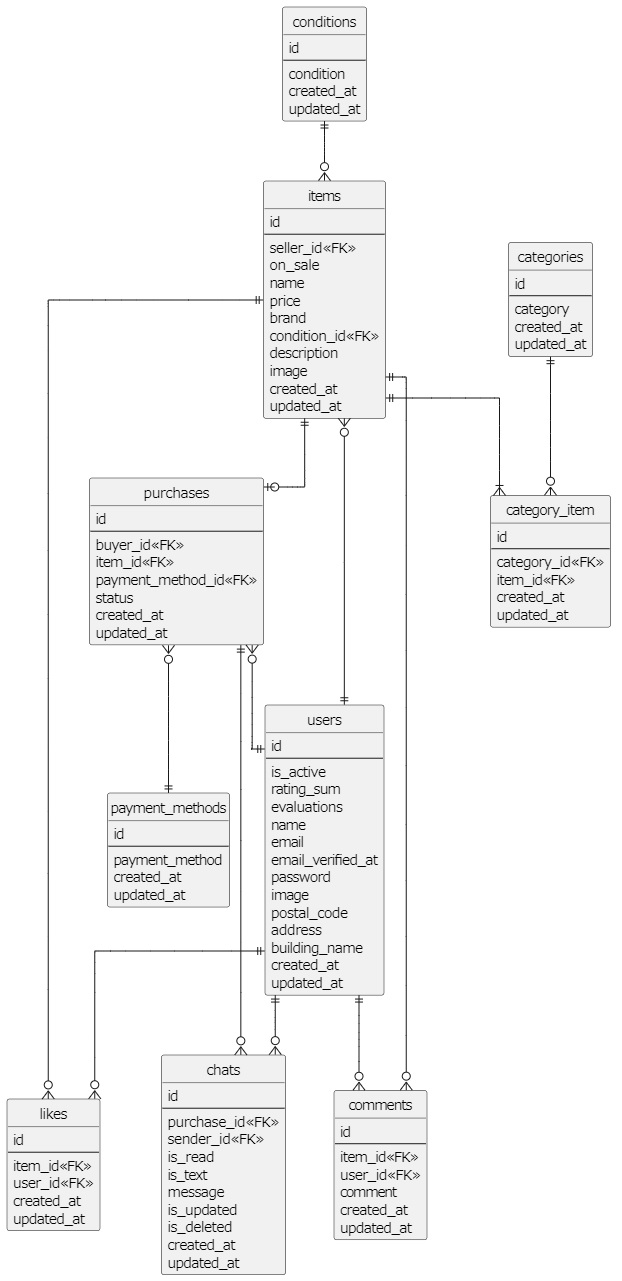 conditions
id
condition
created_at
updated_at
items
id
seller_id«FK»
on_sale
name
price
brand
condition_id«FK»
description
image
created_at
updated_at
categories
id
category
created_at
updated_at
purchases
id
buyer_id«FK»
item_id«FK»
payment_method_id«FK»
status
created_at
updated_at
category_item
id
category_id«FK»
item_id«FK»
created_at
updated_at
users
id
is_active
rating_sum
evaluations
name
email
email_verified_at
password
image
postal_code
address
building_name
created_at
updated_at
payment_methods
id
payment_method
created_at
updated_at
likes
id
item_id«FK»
user_id«FK»
created_at
updated_at
chats
id
purchase_id«FK»
sender_id«FK»
is_read
is_text
message
is_updated
is_deleted
created_at
updated_at
comments
id
item_id«FK»
user_id«FK»
comment
created_at
updated_at